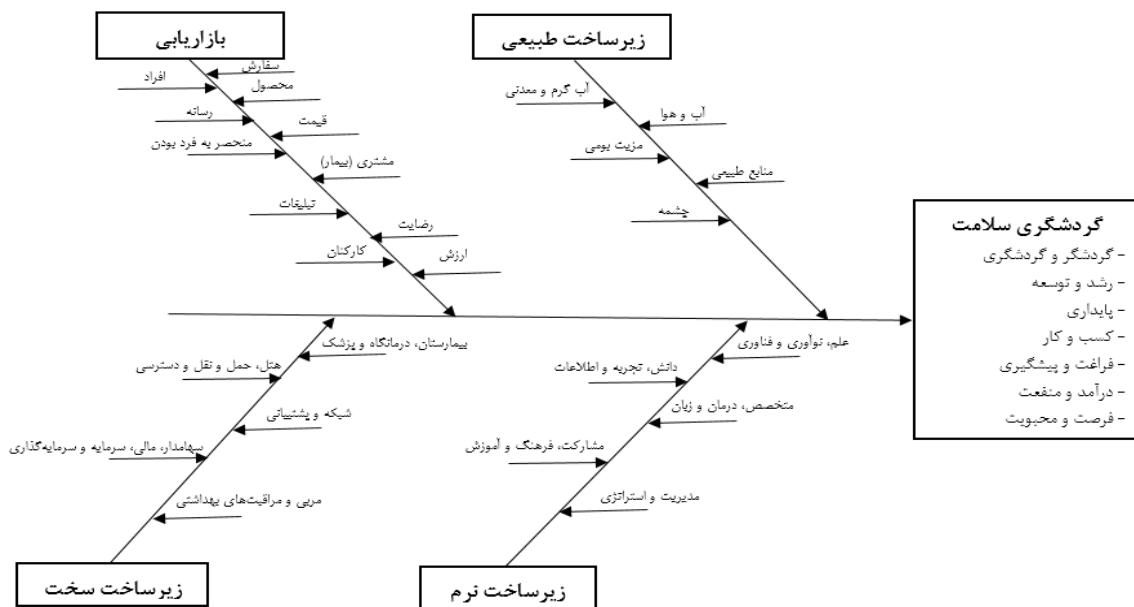 زیرساخت طبیعی
آب گرم و معدنی
آب و هوا
مزیت بومی
منابع طبیعی
چشمه
بازاریابی
سفارش
افراد
محصول
رسانه
قیمت
منحصر به فرد بودن
مشتری (بیمار)
تبلیغات
رضایت
کارکنان
ارزش
گردشگری سلامت
- گردشگر و گردشگری
- رشد و توسعه
- پایداری
- کسب و کار
- فراغت و پیشگیری
- درآمد و منفعت
- فرصت و محبوبیت
علم، نوآوری و فناوری
دانش، تجربه و اطلاعات
متخصص، درمان و زبان
مشارکت، فرهنگ و آموزش
مدیریت و استراتژی
زیرساخت نرم
بیمارستان، درمانگاه و پزشک
هتل، حمل و نقل و دسترسی
شبکه و پشتیبانی
سهامدار، مالی، سرمایه و سرمایه‌گذاری
مربی و مراقبت‌های بهداشتی
زیرساخت سخت